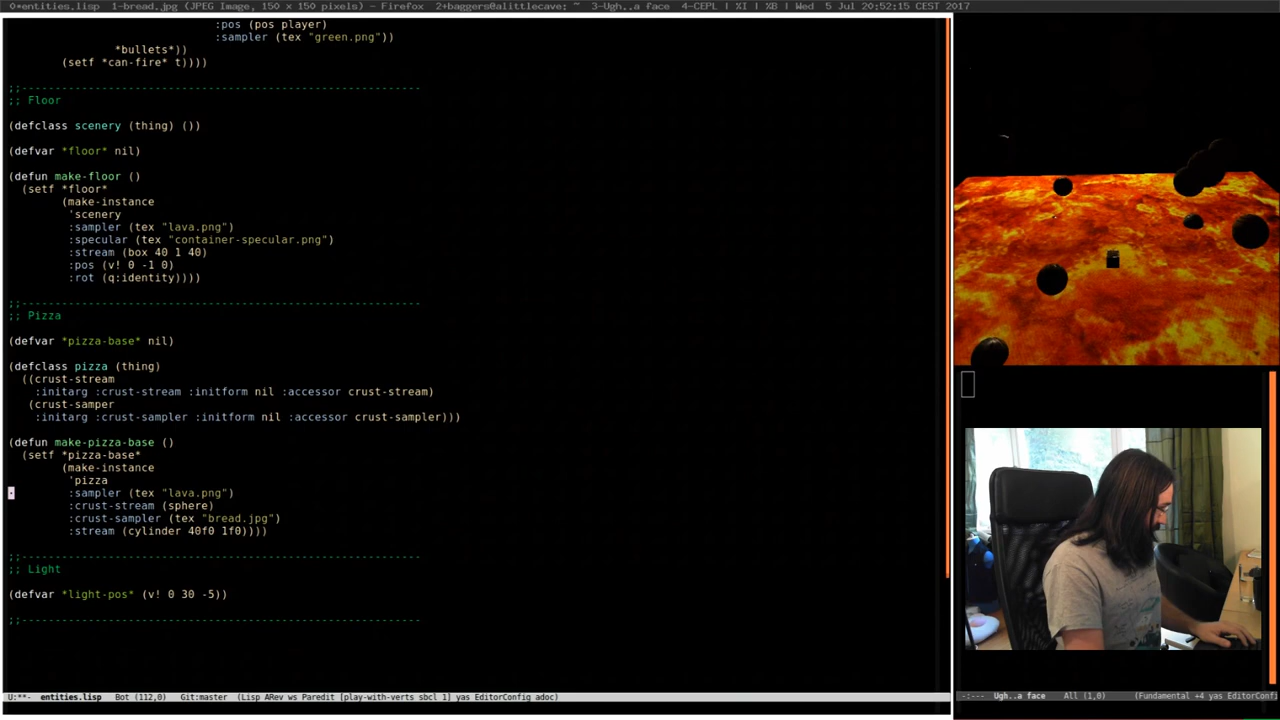 0*entities.lisp  1-bread..jpg (JPEG Image, 150 × 150 pixels) - Firefox  2+baggers@alittlecave: ~  3-Ugh..a face  4-CEPL | %I | %B | Wed  5 Jul 20:52:15 CEST 2017
:pos (pos player)
:sampler (tex "green.png"))
*bullets*))
(setf *can-fire* t))))
;;------------------------------------------------------------
;; Floor
(defclass scenery (thing) ())
(defvar *floor* nil)
(defun make-floor ()
(setf *floor*
(make-instance
'scenery
:sampler (tex "lava.png")
:specular (tex "container-specular.png")
:stream (box 40 1 40)
:pos (v! 0 -1 0)
:rot (q:identity))))
;;------------------------------------------------------------
;; Pizza
(defvar *pizza-base* nil)
(defclass pizza (thing)
((crust-stream
:initarg :crust-stream :initform nil :accessor crust-stream)
(crust-samper
:initarg :crust-sampler :initform nil :accessor crust-sampler)))
(defun make-pizza-base ()
(setf *pizza-base*
(make-instance
'pizza
:sampler (tex "lava.png")
:crust-stream (sphere)
:crust-sampler (tex "bread.jpg")
:stream (cylinder 40f0 1f0))))
;;------------------------------------------------------------
;; Light
(defvar *light-pos* (v! 0 30 -5))
;;------------------------------------------------------------
U:**-  entities.lisp   Bot (112,0)   Git:master  (Lisp ARev ws Paredit [play-with-verts sbcl 1] yas EditorConfig adoc)
-:---  Ugh..a face   All (1,0)   (Fundamental +4 yas EditorConfi